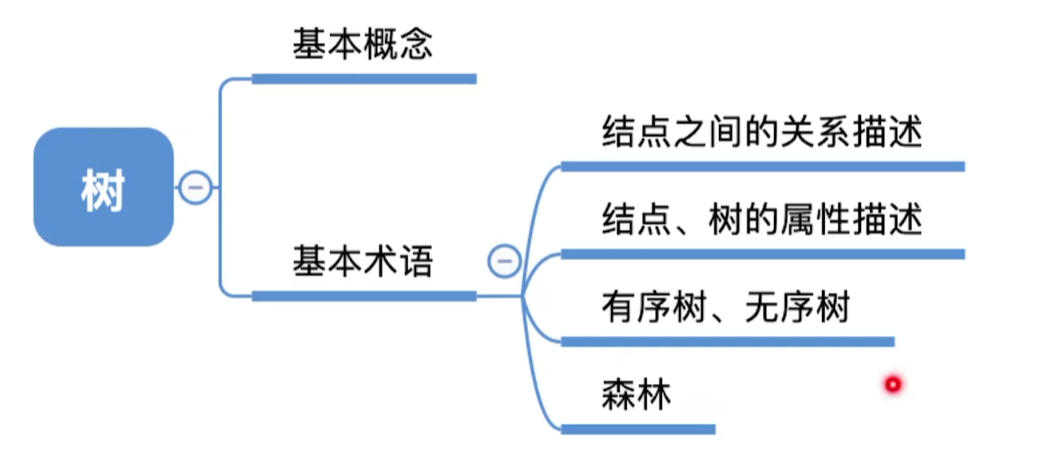 基本概念
结点之间的关系描述
树
结点、树的属性描述
基本术语
有序树、无序树
森林